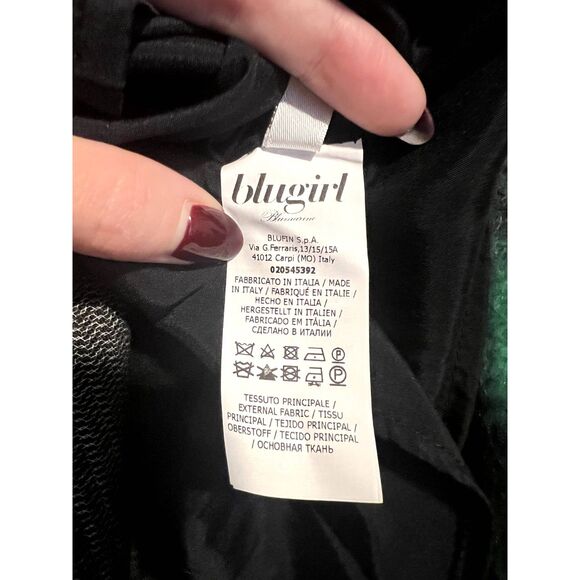 blugirl
Blumarine
BLUFIN S.p.A.
Via G.Ferraris,13/15/15A
41012 Carpi (MO) Italy
020545392
FABBRICATO IN ITALIA / MADE
IN ITALY / FABRIQUÉ EN ITALIE /
HECHO EN ITALIA /
HERGESTELLT IN ITALIEN /
FABRICADO EM ITÀLIA /
СДЕЛАНО В ИТАЛИИ
P
P
TESSUTO PRINCIPALE /
EXTERNAL FABRIC / TISSU
PRINCIPAL / TEJIDO PRINCIPAL /
OBERSTOFF / TECIDO PRINCIPAL
/ ОСНОВНАЯ ТКАНЬ